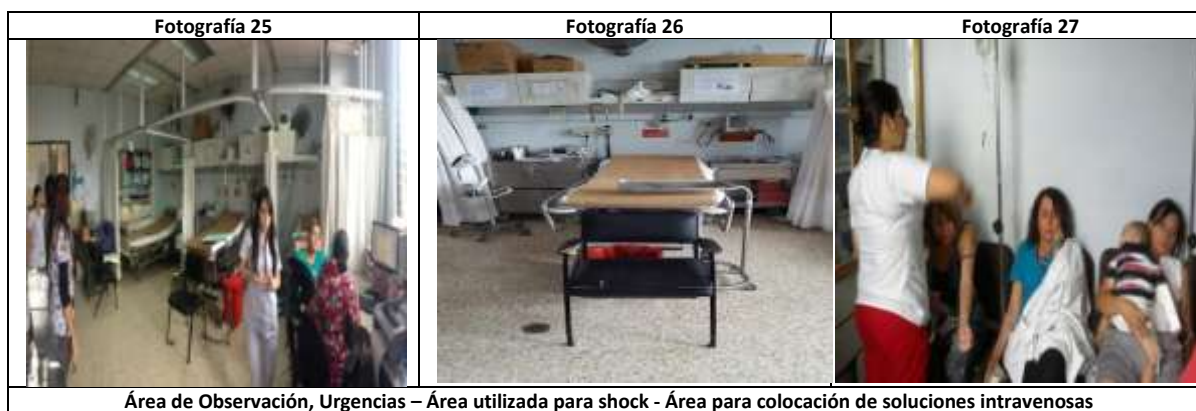 Fotografía 25
Fotografía 26
Fotografía 27
Área de Observación, Urgencias – Área utilizada para shock - Área para colocación de soluciones intravenosas